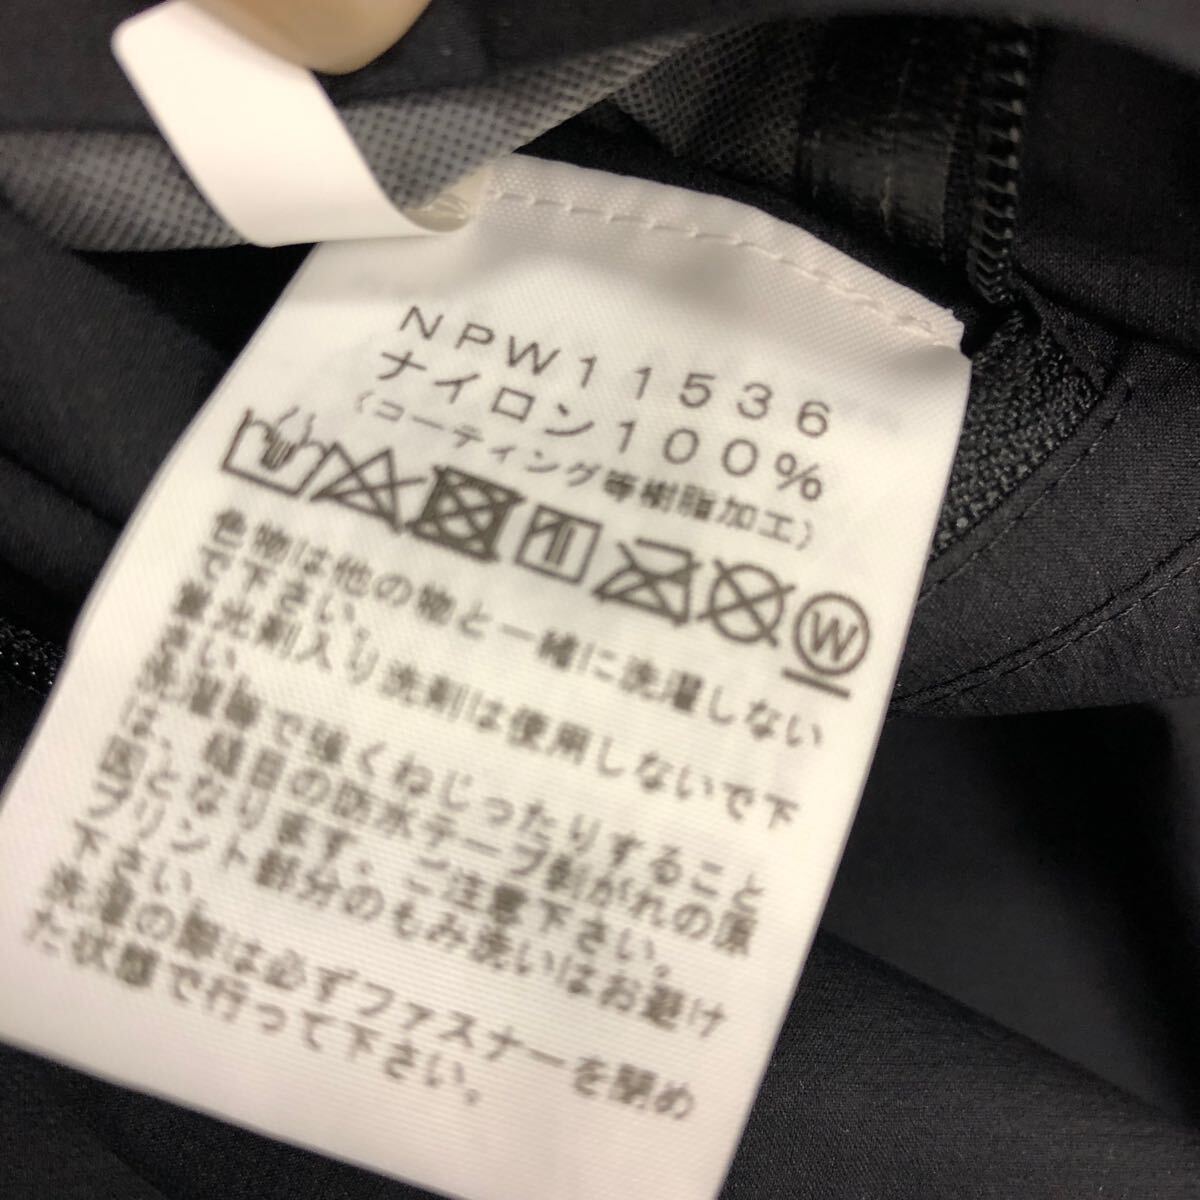 NPW11536
ナイロン100%
(コーティング等樹脂加工)
W
色物は他の物と一緒に洗濯しない
で下さい。
蛍光剤入り洗剤は使用しないで下
さい。
洗濯等で強くねじったりすること
は、縫目の防水テープ剥がれの原
因となります。ご注意下さい。
プリント部分のもみ洗いはお避け
下さい。
洗濯の際は必ずファスナーを閉め
た状態で行って下さい。